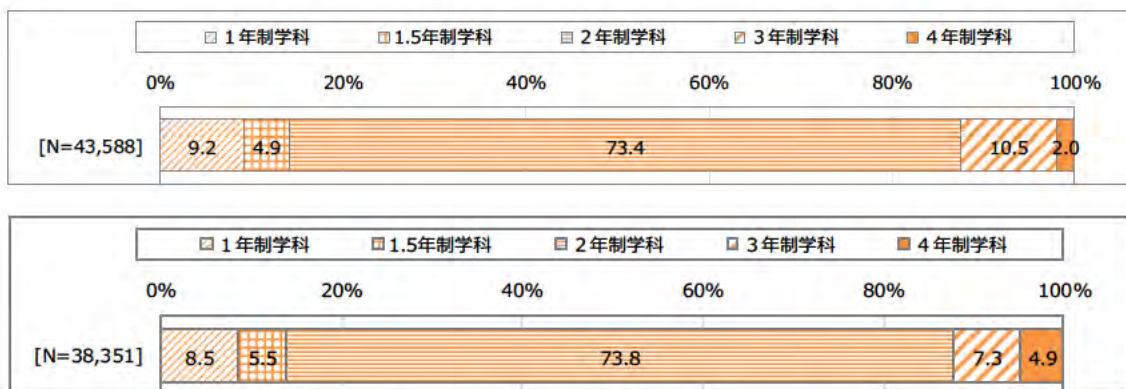 1年制学科 1.5年制学科 2年制学科 3年制学科 4年制学科
0% 20% 40% 60% 80% 100%
[N=43,588] 9.2 4.9 73.4 10.5 2.0
1年制学科 1.5年制学科 2年制学科 3年制学科 4年制学科
0% 20% 40% 60% 80% 100%
[N=38,351] 8.5 5.5 73.8 7.3 4.9